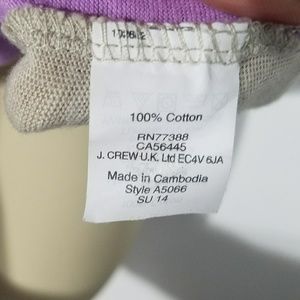 100% Cotton
RN77388
CA56445
J. CREW U.K. Ltd EC4V 6JA
Made in Cambodia
Style A5066
SU 14